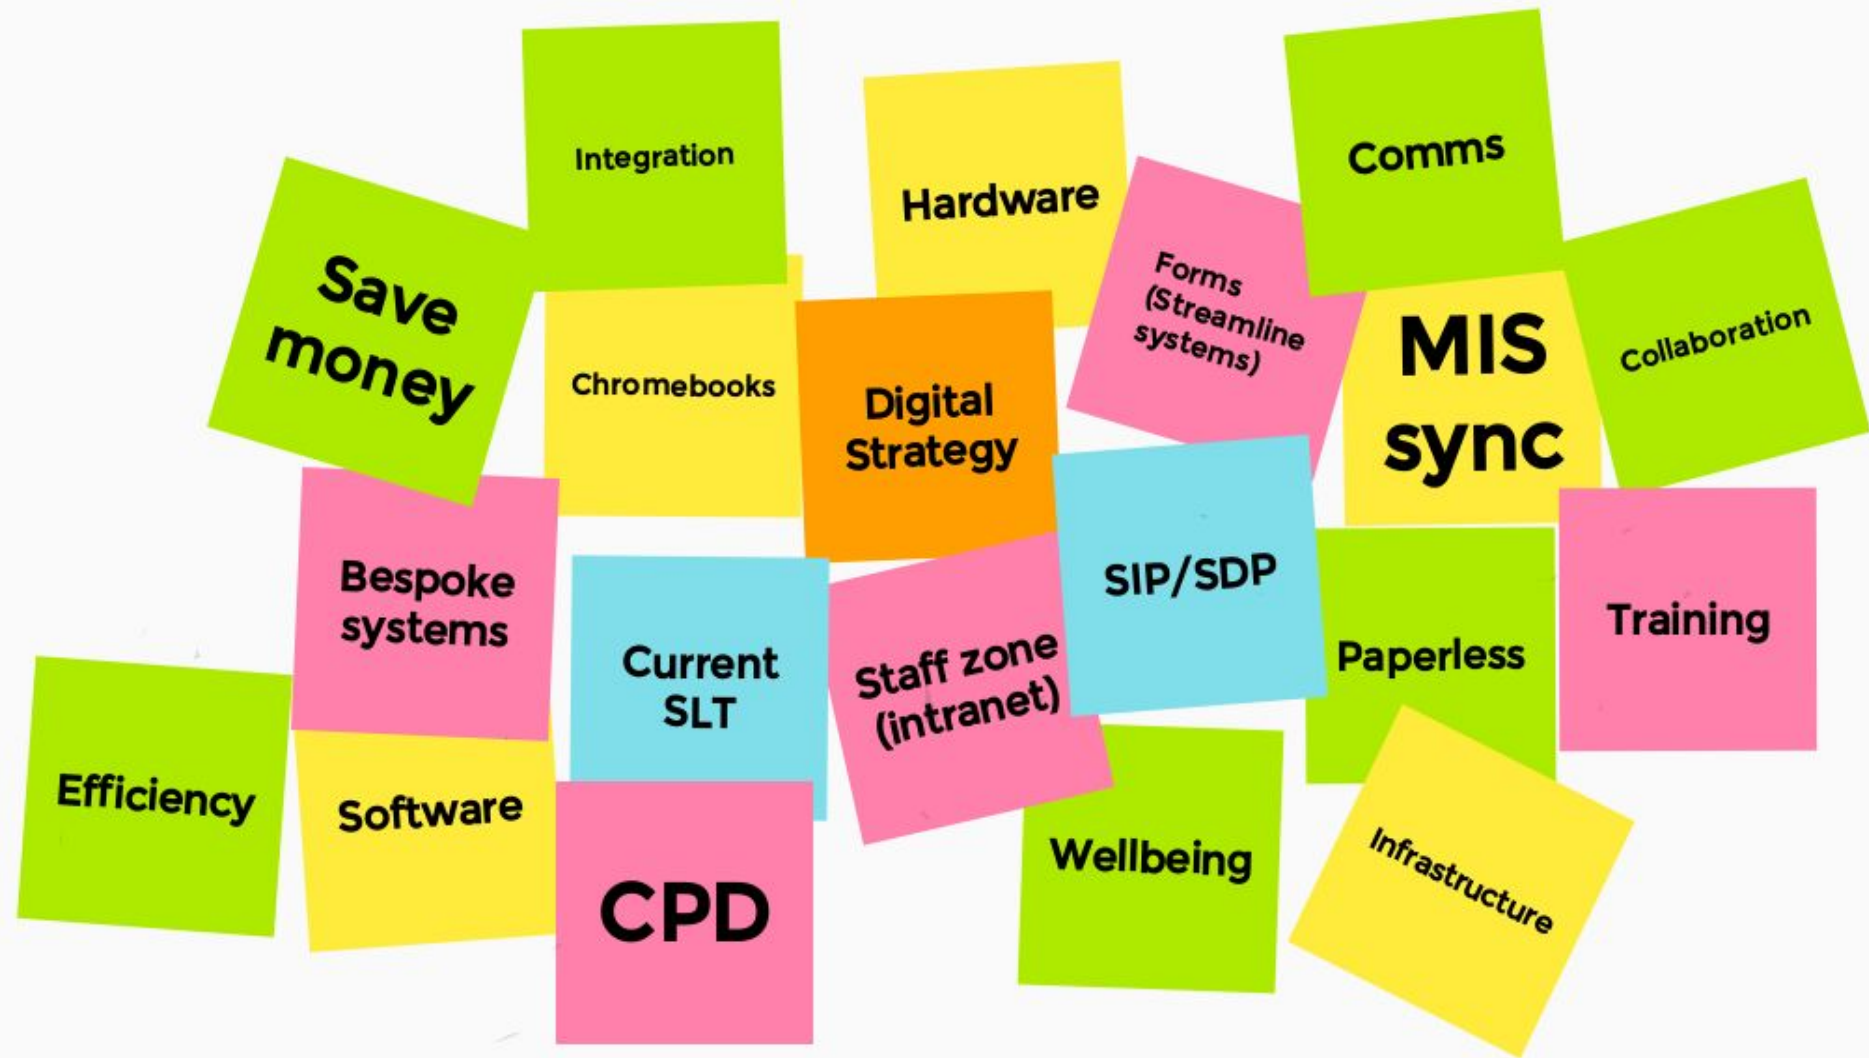 Integration
Hardware
Comms
Save
money
Forms
(Streamline
systems)
Chromebooks
Digital
Strategy
MIS
sync
Collaboration
Bespoke
systems
Current
SLT
Staff zone
(intranet)
SIP/SDP
Paperless
Training
Efficiency
Software
CPD
Wellbeing
Infrastructure